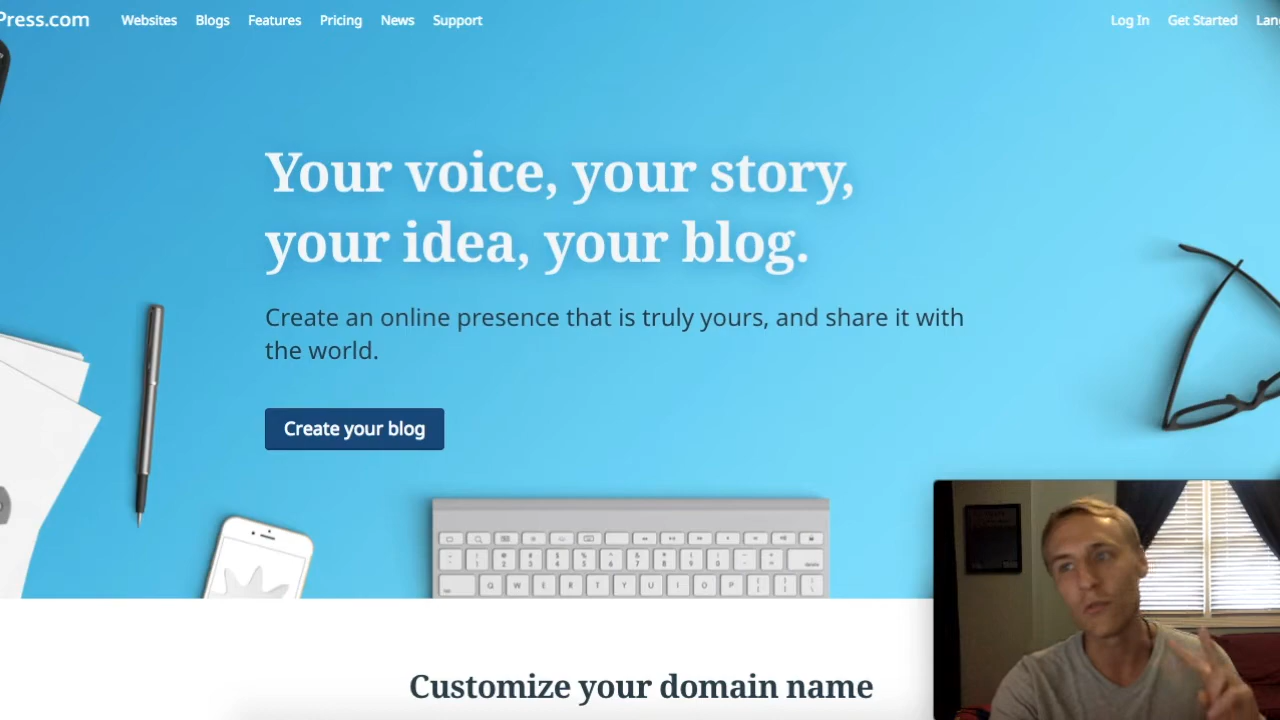 Press.com
Websites
Blogs
Features
Pricing
News
Support
Log In
Get Started
Your voice, your story,
your idea, your blog.
Create an online presence that is truly yours, and share it with
the world.
Create your blog
Q W E R T Y U I O P
Customize your domain name